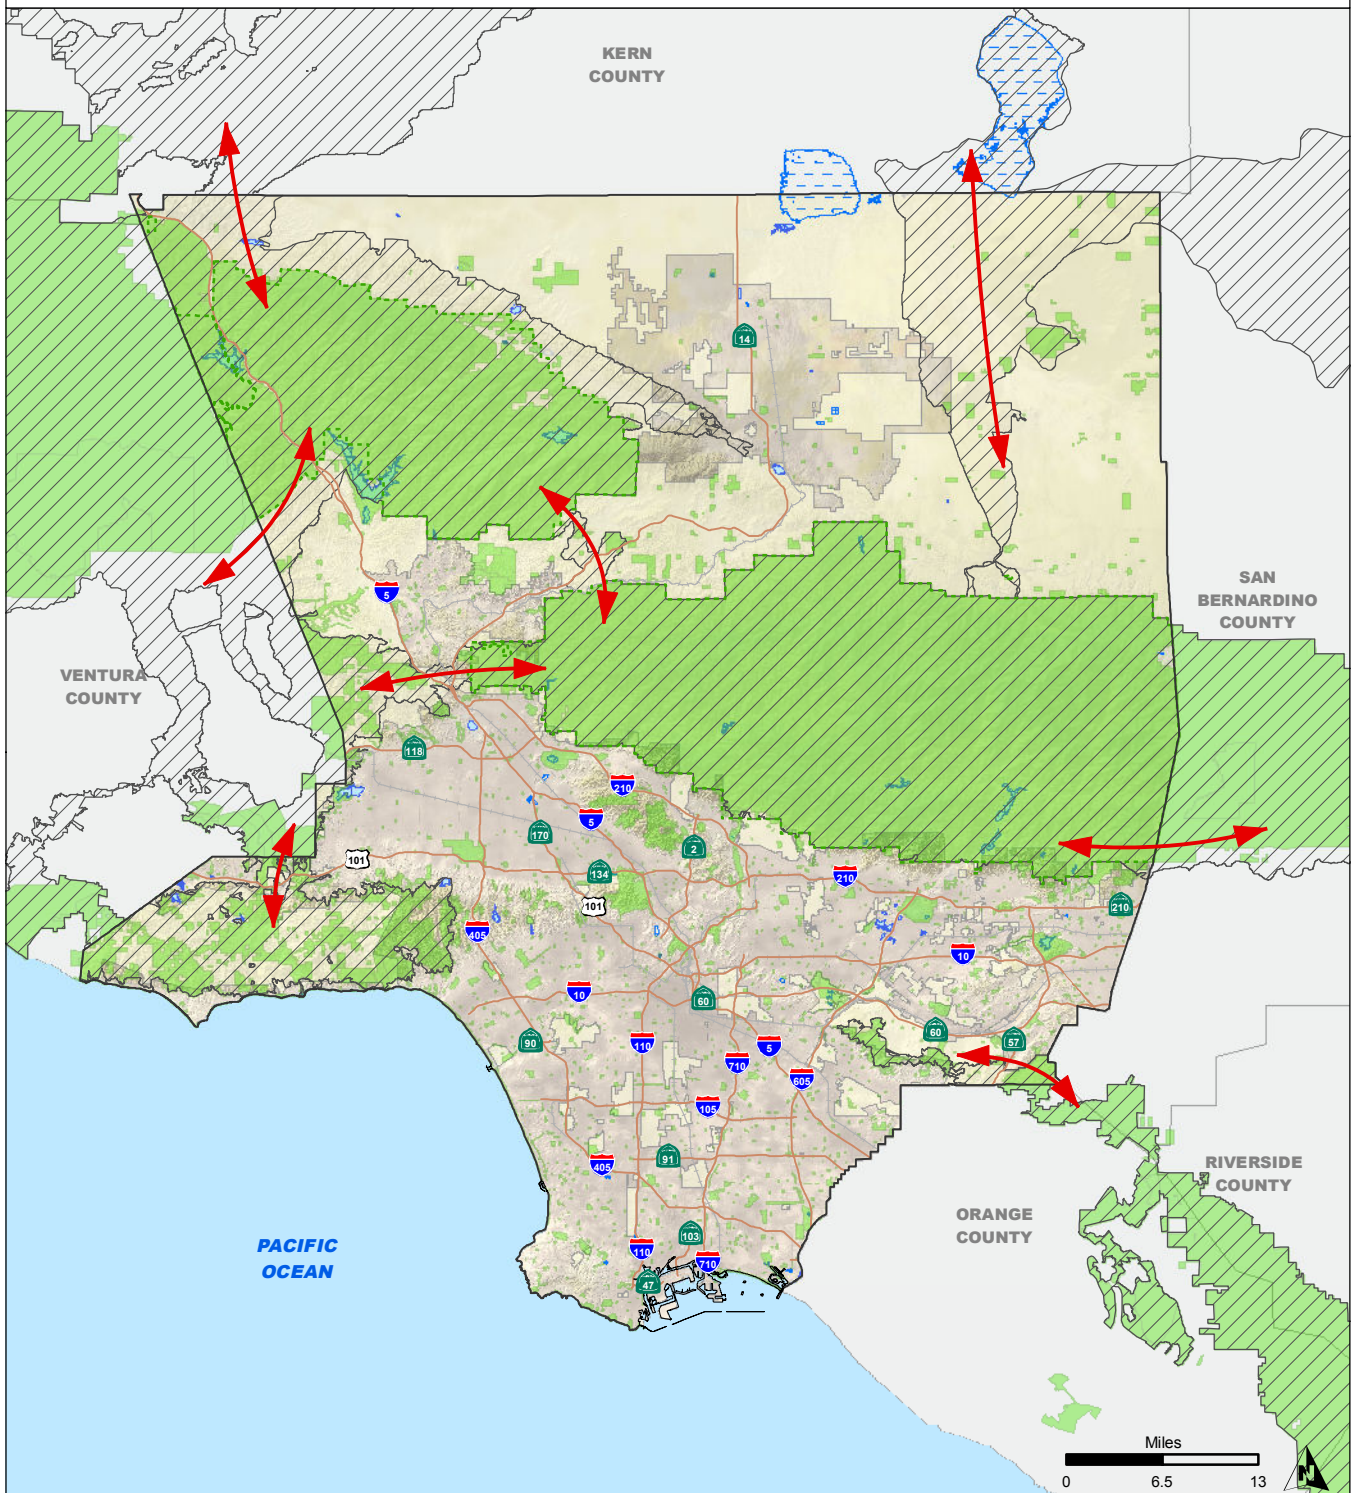 KERN
COUNTY
14
SAN
BERNARDINO
COUNTY
5
VENTURA
COUNTY
118
210
5
170
2
101
134
210
101
210
405
10
10
60
60
57
90
110
5
710
605
105
91
405
RIVERSIDE
COUNTY
ORANGE
COUNTY
PACIFIC
OCEAN
103
110
710
47
Miles
0 6.5 13
N